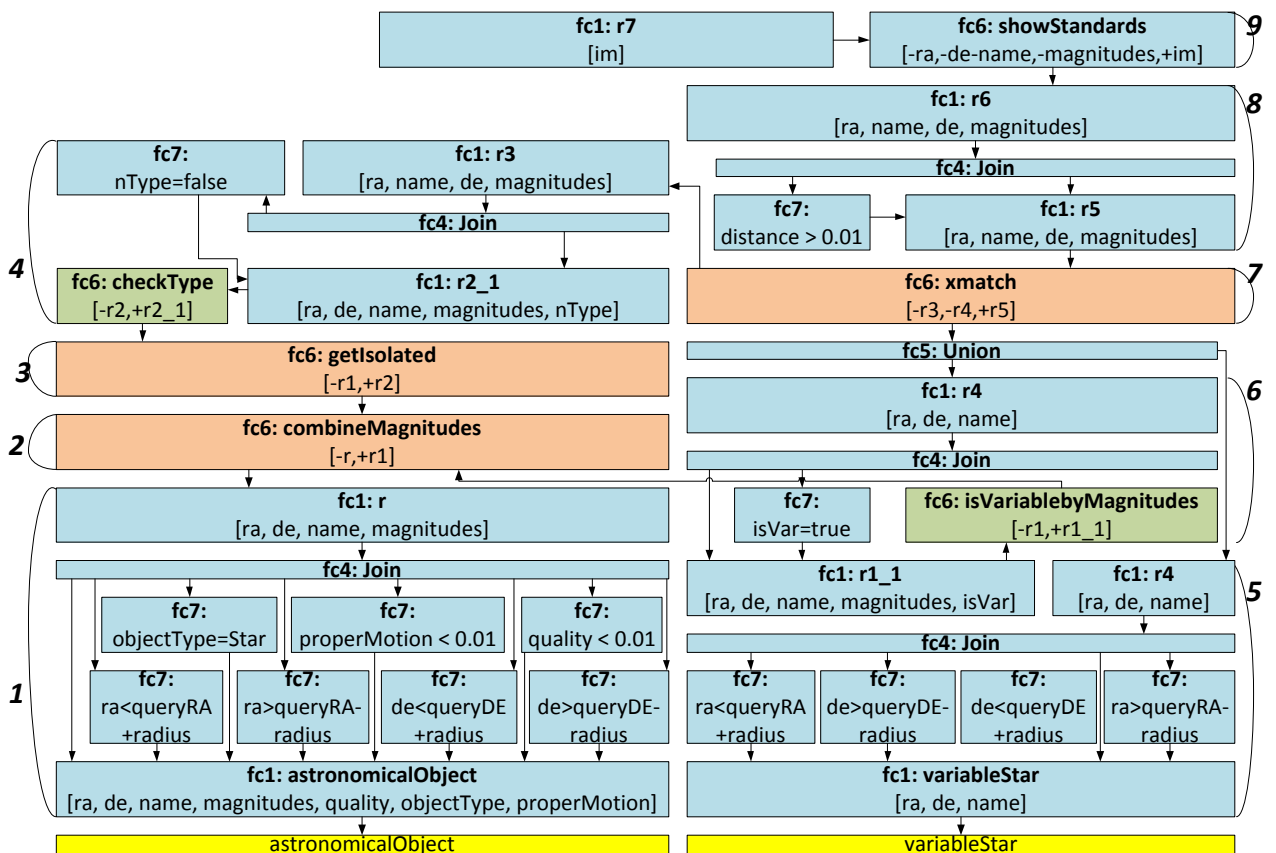 fc1: r7
[im]
fc6: showStandards
[-ra,-de-name,-magnitudes,+im]
9
fc1: r6
[ra, name, de, magnitudes]
8
fc4: Join
fc7:
distance > 0.01
fc1: r5
[ra, name, de, magnitudes]
fc7:
nType=false
fc1: r3
[ra, name, de, magnitudes]
fc4: Join
4
fc6: checkType
[-r2,+r2_1]
fc1: r2_1
[ra, de, name, magnitudes, nType]
fc6: xmatch
[-r3,-r4,+r5]
7
3
fc6: getIsolated
[-r1,+r2]
fc5: Union
fc1: r4
[ra, de, name]
6
2
fc6: combineMagnitudes
[-r,+r1]
fc4: Join
fc1: r
[ra, de, name, magnitudes]
fc7:
isVar=true
fc6: isVariablebyMagnitudes
[-r1,+r1_1]
fc4: Join
fc1: r1_1
[ra, de, name, magnitudes, isVar]
fc1: r4
[ra, de, name]
5
fc7:
objectType=Star
fc7:
properMotion < 0.01
fc7:
quality < 0.01
fc4: Join
1
fc7:
ra<queryRA
+radius
fc7:
ra>queryRA-
radius
fc7:
de<queryDE
+radius
fc7:
de>queryDE-
radius
fc7:
ra<queryRA
+radius
fc7:
de>queryDE-
radius
fc7:
de<queryDE
+radius
fc7:
ra>queryRA-
radius
fc1: astronomicalObject
[ra, de, name, magnitudes, quality, objectType, properMotion]
fc1: variableStar
[ra, de, name]
astronomicalObject
variableStar